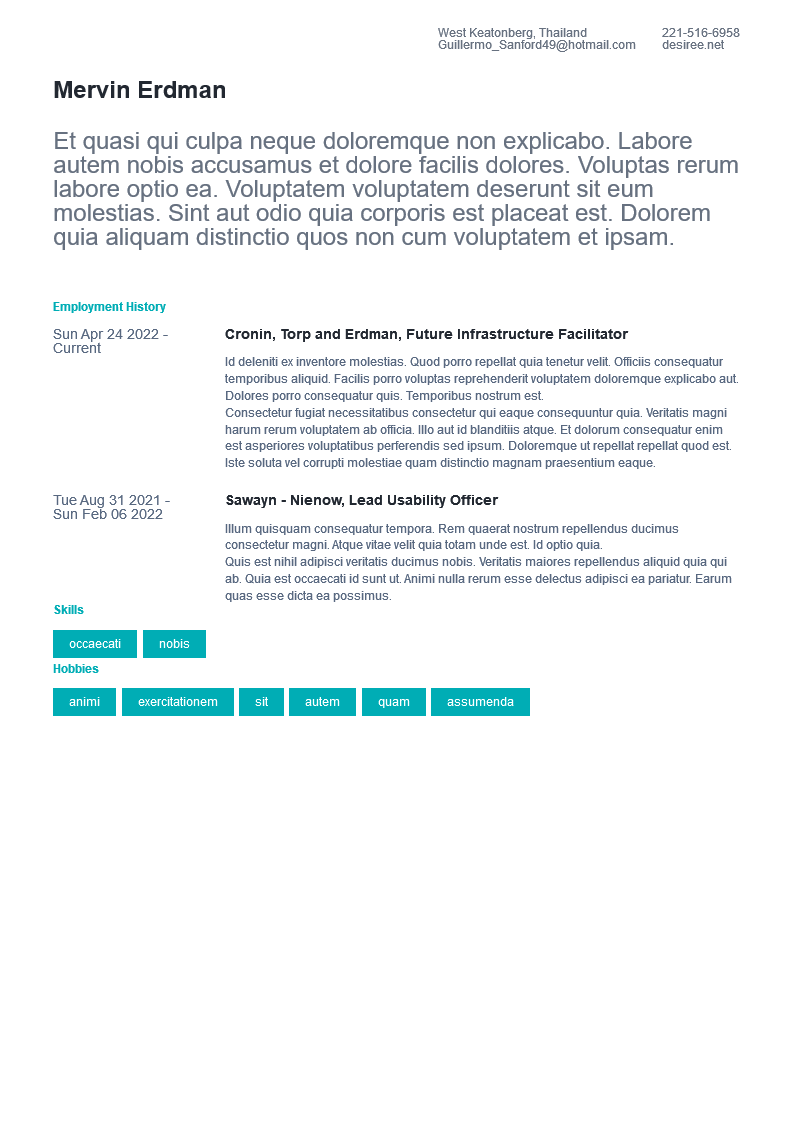 West Keatonberg, Thailand 221-516-6958
Guillermo_Sanford49@hotmail.com desiree.net
Mervin Erdman
Et quasi qui culpa neque doloremque non explicabo. Labore
autem nobis accusamus et dolore facilis dolores. Voluptas rerum
labore optio ea. Voluptatem voluptatem deserunt sit eum
molestias. Sint aut odio quia corporis est placeat est. Dolorem
quia aliquam distinctio quos non cum voluptatem et ipsam.
Employment History
Sun Apr 24 2022 -
Current
Cronin, Torp and Erdman, Future Infrastructure Facilitator
Id deleniti ex inventore molestias. Quod porro repellat quia tenetur velit. Officiis consequatur
temporibus aliquid. Facilis porro voluptas reprehenderit voluptatem doloremque explicabo aut.
Dolores porro consequatur quis. Temporibus nostrum est.
Consectetur fugiat necessitatibus consectetur qui eaque consequuntur quia. Veritatis magni
harum rerum voluptatem ab officia. Illo aut id blanditiis atque. Et dolorum consequatur enim
est asperiores voluptatibus perferendis sed ipsum. Doloremque ut repellat repellat quod est.
Iste soluta vel corrupti molestiae quam distinctio magnam praesentium eaque.
Tue Aug 31 2021 -
Sun Feb 06 2022
Sawayn - Nienow, Lead Usability Officer
Illum quisquam consequatur tempora. Rem quaerat nostrum repellendus ducimus
consectetur magni. Atque vitae velit quia totam unde est. Id optio quia.
Quis est nihil adipisci veritatis ducimus nobis. Veritatis maiores repellendus aliquid quia qui
ab. Quia est occaecati id sunt ut. Animi nulla rerum esse delectus adipisci ea pariatur. Earum
quas esse dicta ea possimus.
Skills
occaecati nobis
Hobbies
animi exercitationem sit autem quam assumenda